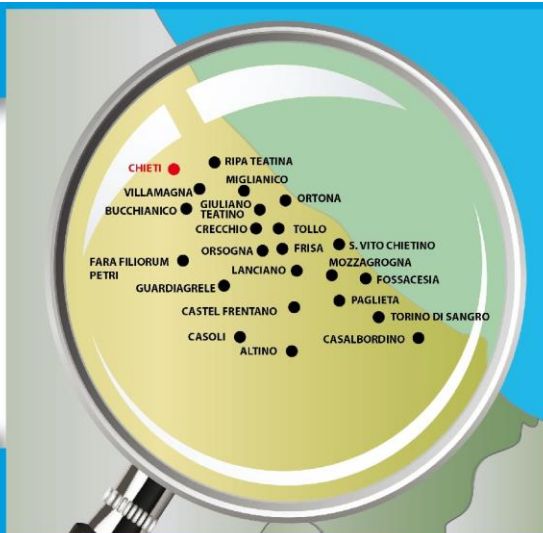 CHIETI
RIPA TEATINA
MIGLIANICO
VILLAMAGNA
ORTONA
GIULIANO
TEATINO
BUCCHIANICO
CRECCHIO
TOLLO
S. VITO CHIETINO
ORSOGNA
FRISA
FARA FILIORUM
PETRI
MOZZAGROGNA
LANCIANO
FOSSACESIA
GUARDIAGRELE
PAGLIETA
CASTEL FRENTANO
TORINO DI SANGRO
CASOLI
CASALBORDINO
ALTINO